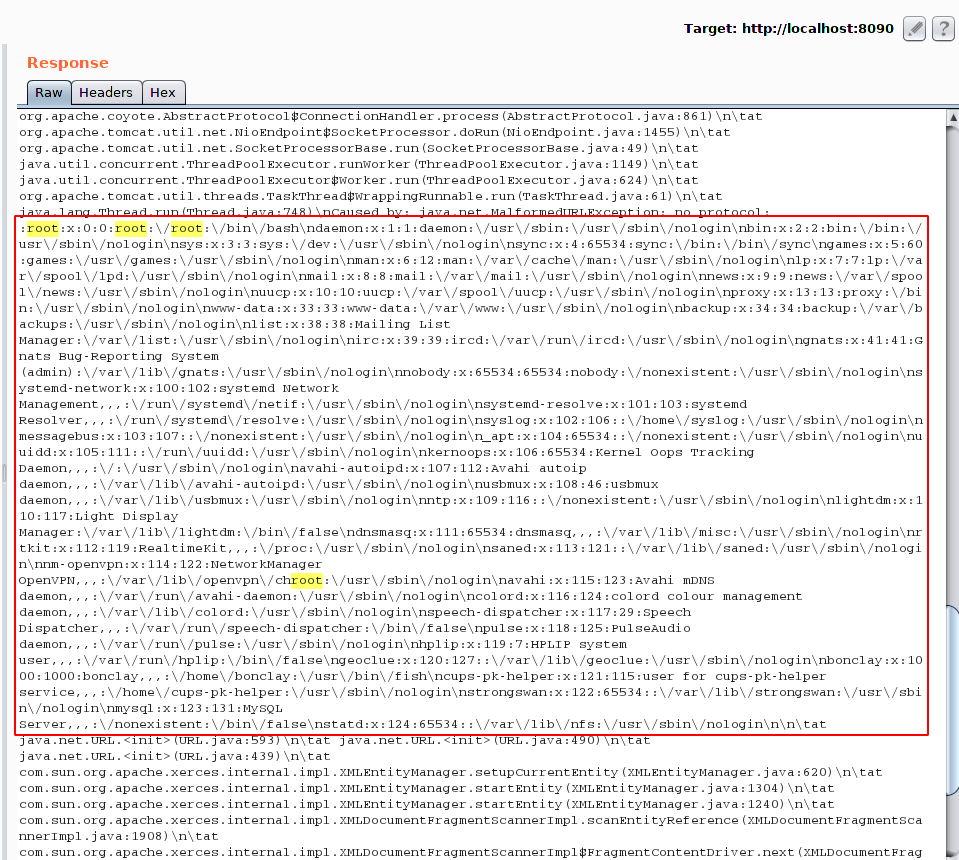 Target: http://localhost:8090
Response
Raw Headers Hex
org.apache.coyote.AbstractProtocol$ConnectionHandler.process(AbstractProtocol.java:861)\n\tat
org.apache.tomcat.util.net.NioEndpoint$SocketProcessor.doRun(NioEndpoint.java:1455)\n\tat
org.apache.tomcat.util.net.SocketProcessorBase.run(SocketProcessorBase.java:49)\n\tat
java.util.concurrent.ThreadPoolExecutor.runWorker(ThreadPoolExecutor.java:1149)\n\tat
java.util.concurrent.ThreadPoolExecutor$Worker.run(ThreadPoolExecutor.java:624)\n\tat
org.apache.tomcat.util.threads.TaskThread$WrappingRunnable.run(TaskThread.java:61)\n\tat
java.lang.Thread.run(Thread.java:748)\nCaused by: java.net.MalformedURLException: no protocol:
:root:x:0:0:root:\/root:\/bin\/bash\ndaemon:x:1:1:daemon:\/usr\/sbin:\/usr\/sbin\/nologin\nbin:x:2:2:bin:\/bin:\/
usr\/sbin\/nologin\nsys:x:3:3:sys:\/dev:\/usr\/sbin\/nologin\nsync:x:4:65534:sync:\/bin:\/bin\/sync\ngames:x:5:60
:games:\/usr\/games:\/usr\/sbin\/nologin\nman:x:6:12:man:\/var\/cache\/man:\/usr\/sbin\/nologin\nlp:x:7:7:lp:\/va
r\/spool\/lpd:\/usr\/sbin\/nologin\nmail:x:8:8:mail:\/var\/mail:\/usr\/sbin\/nologin\nnews:x:9:9:news:\/var\/spoo
l\/news:\/usr\/sbin\/nologin\nuucp:x:10:10:uucp:\/var\/spool\/uucp:\/usr\/sbin\/nologin\nproxy:x:13:13:proxy:\/bi
n:\/usr\/sbin\/nologin\nwww-data:x:33:33:www-data:\/var\/www:\/usr\/sbin\/nologin\nbackup:x:34:34:backup:\/var\/b
ackups:\/usr\/sbin\/nologin\nlist:x:38:38:Mailing List
Manager:\/var\/list:\/usr\/sbin\/nologin\nirc:x:39:39:ircd:\/var\/run\/ircd:\/usr\/sbin\/nologin\ngnats:x:41:41:G
nats Bug-Reporting System
(admin):\/var\/lib\/gnats:\/usr\/sbin\/nologin\nnobody:x:65534:65534:nobody:\/nonexistent:\/usr\/sbin\/nologin\ns
ystemd-network:x:100:102:systemd Network
Management,,,:\/run\/systemd\/netif:\/usr\/sbin\/nologin\nsystemd-resolve:x:101:103:systemd
Resolver,,,:\/run\/systemd\/resolve:\/usr\/sbin\/nologin\nsyslog:x:102:106::\/home\/syslog:\/usr\/sbin\/nologin\n
messagebus:x:103:107::\/nonexistent:\/usr\/sbin\/nologin\n_apt:x:104:65534::\/nonexistent:\/usr\/sbin\/nologin\nu
uidd:x:105:111::\/run\/uuidd:\/usr\/sbin\/nologin\nkernoops:x:106:65534:Kernel Oops Tracking
Daemon,,,:\/:\/usr\/sbin\/nologin\navahi-autoipd:x:107:112:Avahi autoip
daemon,,,:\/var\/lib\/avahi-autoipd:\/usr\/sbin\/nologin\nusbmux:x:108:46:usbmux
daemon,,,:\/var\/lib\/usbmux:\/usr\/sbin\/nologin\nntp:x:109:116::\/nonexistent:\/usr\/sbin\/nologin\nlightdm:x:1
10:117:Light Display
Manager:\/var\/lib\/lightdm:\/bin\/false\ndnsmasq:x:111:65534:dnsmasq,,,:\/var\/lib\/misc:\/usr\/sbin\/nologin\nr
tkit:x:112:119:RealtimeKit,,,:\/proc:\/usr\/sbin\/nologin\nsaned:x:113:121::\/var\/lib\/saned:\/usr\/sbin\/nologi
n\nnm-openvpn:x:114:122:NetworkManager
OpenVPN,,,:\/var\/lib\/openvpn\/chroot:\/usr\/sbin\/nologin\navahi:x:115:123:Avahi mDNS
daemon,,,:\/var\/run\/avahi-daemon:\/usr\/sbin\/nologin\ncolord:x:116:124:colord colour management
daemon,,,:\/var\/lib\/colord:\/usr\/sbin\/nologin\nspeech-dispatcher:x:117:29:Speech
Dispatcher,,,:\/var\/run\/speech-dispatcher:\/bin\/false\npulse:x:118:125:PulseAudio
daemon,,,:\/var\/run\/pulse:\/usr\/sbin\/nologin\nhplip:x:119:7:HPLIP system
user,,,:\/var\/run\/hplip:\/bin\/false\ngeoclue:x:120:127::\/var\/lib\/geoclue:\/usr\/sbin\/nologin\nbonclay:x:10
00:1000:bonclay,,,:\/home\/bonclay:\/usr\/bin\/fish\ncups-pk-helper:x:121:115:user for cups-pk-helper
service,,,:\/home\/cups-pk-helper:\/usr\/sbin\/nologin\nstrongswan:x:122:65534::\/var\/lib\/strongswan:\/usr\/sbi
n\/nologin\nmysql:x:123:131:MySQL
Server,,,:\/nonexistent:\/bin\/false\nstatd:x:124:65534::\/var\/lib\/nfs:\/usr\/sbin\/nologin\n\n\tat
java.net.URL.<init>(URL.java:593)\n\tat java.net.URL.<init>(URL.java:490)\n\tat
java.net.URL.<init>(URL.java:439)\n\tat
com.sun.org.apache.xerces.internal.impl.XMLEntityManager.setupCurrentEntity(XMLEntityManager.java:620)\n\tat
com.sun.org.apache.xerces.internal.impl.XMLEntityManager.startEntity(XMLEntityManager.java:1304)\n\tat
com.sun.org.apache.xerces.internal.impl.XMLEntityManager.startEntity(XMLEntityManager.java:1240)\n\tat
com.sun.org.apache.xerces.internal.impl.XMLDocumentFragmentScannerImpl.scanEntityReference(XMLDocumentFragmentSca
nnerImpl.java:1908)\n\tat
com.sun.org.apache.xerces.internal.impl.XMLDocumentFragmentScannerImpl$FragmentContentDriver.next(XMLDocumentFrag